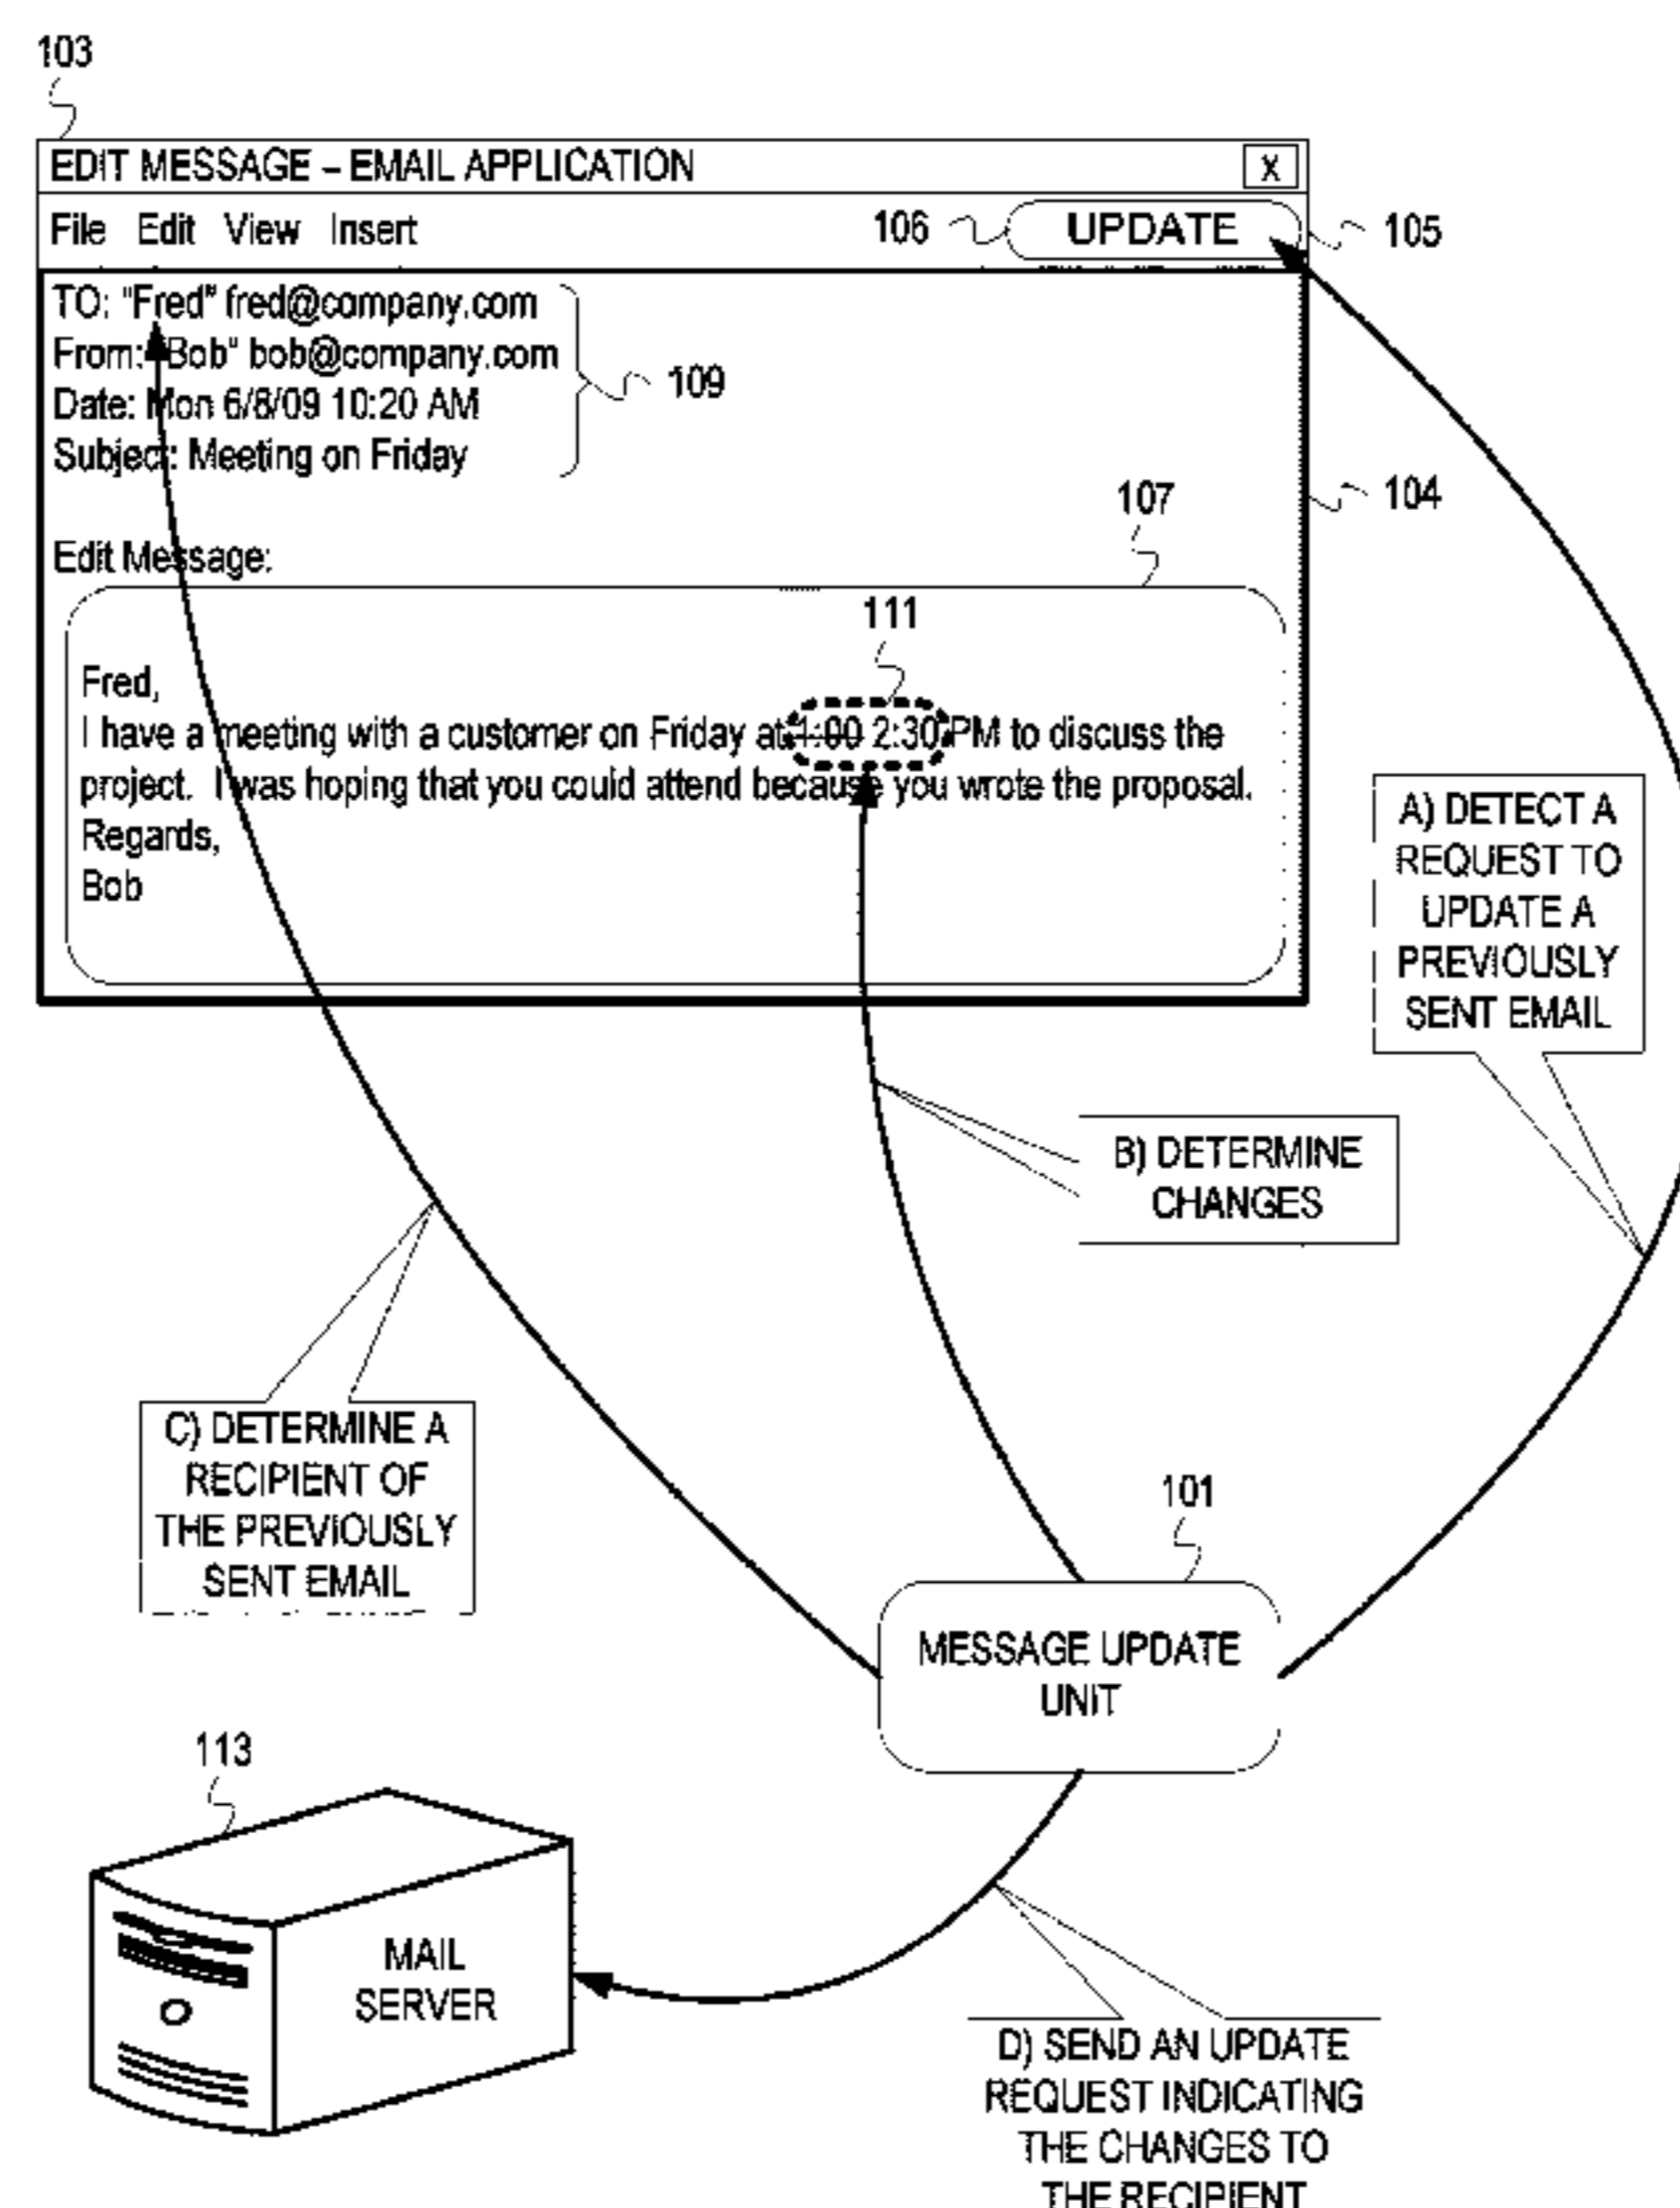 103
EDIT MESSAGE – EMAIL APPLICATION X
File Edit View Insert 106 UPDATE 105
TO: "Fred" fred@company.com
From: "Bob" bob@company.com
109
Date: Mon 6/8/09 10:20 AM
Subject: Meeting on Friday
104
107
Edit Message:
111
Fred,
I have a meeting with a customer on Friday at 1:00 2:30 PM to discuss the
project. I was hoping that you could attend because you wrote the proposal.
Regards,
Bob
A) DETECT A
REQUEST TO
UPDATE A
PREVIOUSLY
SENT EMAIL
B) DETERMINE
CHANGES
C) DETERMINE A
RECIPIENT OF
THE PREVIOUSLY
SENT EMAIL
101
MESSAGE UPDATE
UNIT
113
MAIL
SERVER
D) SEND AN UPDATE
REQUEST INDICATING
THE CHANGES TO
THE RECIPIENT